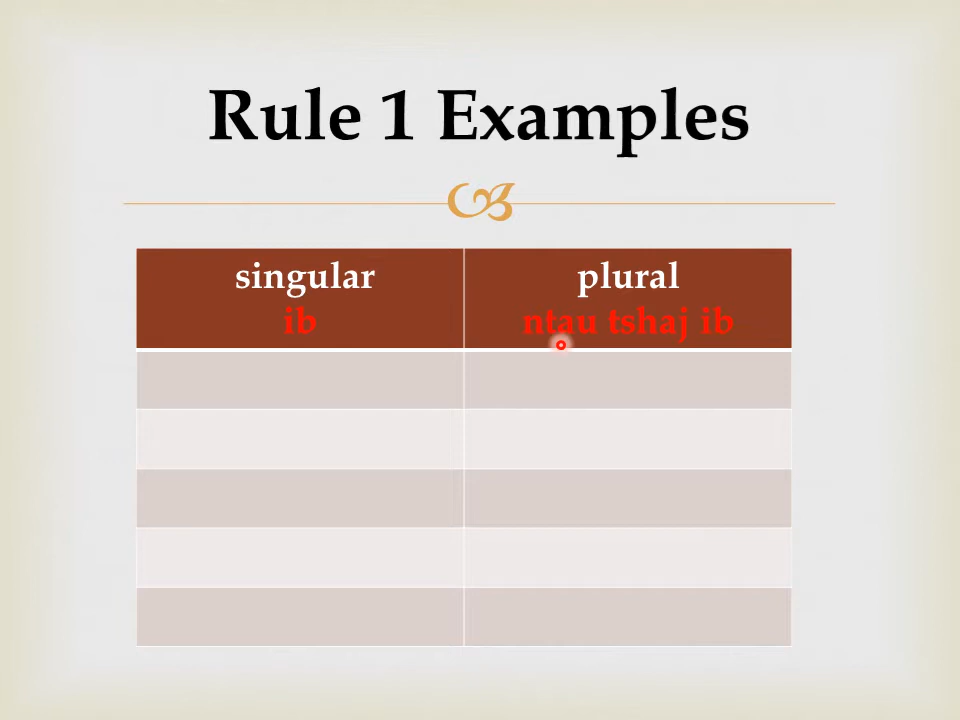 Rule 1 Examples
singular
ib
plural
ntau tshaj ib